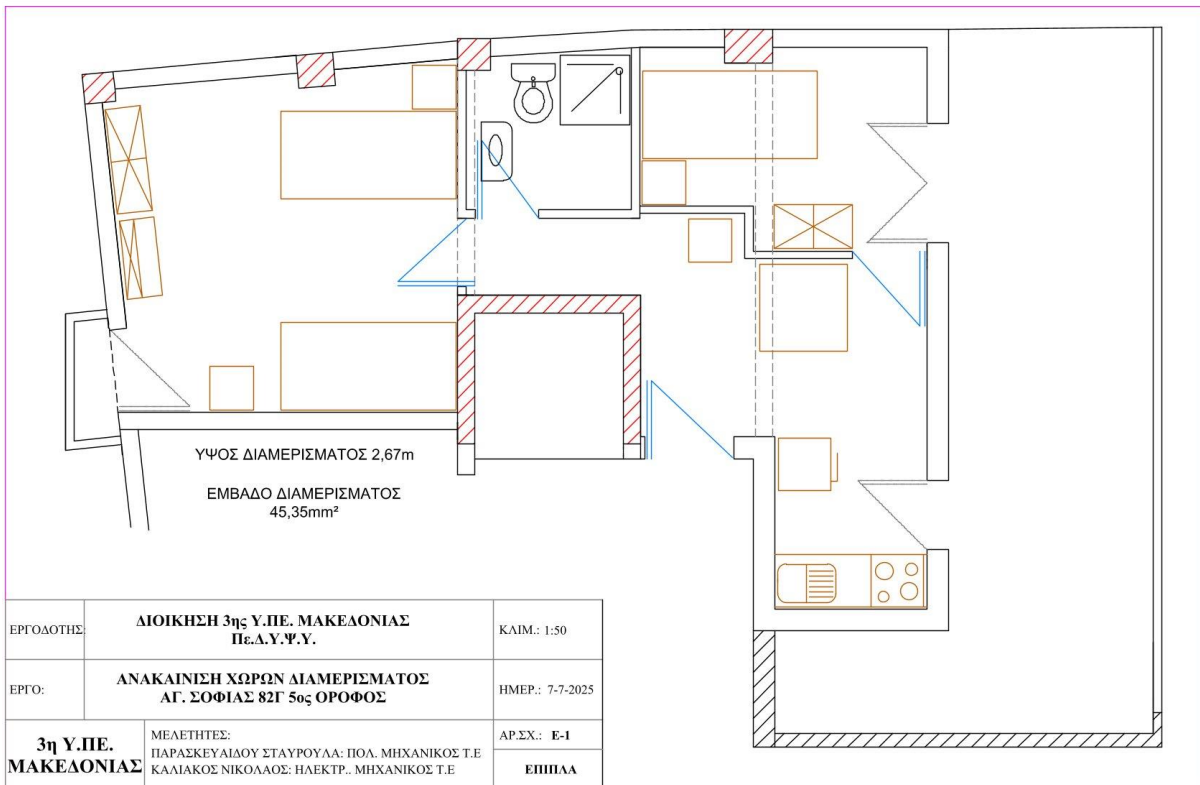 ΥΨΟΣ ΔΙΑΜΕΡΙΣΜΑΤΟΣ 2,67m
ΕΜΒΑΔΟ ΔΙΑΜΕΡΙΣΜΑΤΟΣ
45,35mm²
ΕΡΓΟΔΟΤΗΣ:
ΔΙΟΙΚΗΣΗ 3ης Υ.ΠΕ. ΜΑΚΕΔΟΝΙΑΣ
Πε.Δ.Υ.Ψ.Υ.
ΚΛΙΜ.: 1:50
ΕΡΓΟ:
ΑΝΑΚΑΙΝΙΣΗ ΧΩΡΩΝ ΔΙΑΜΕΡΙΣΜΑΤΟΣ
ΑΓ. ΣΟΦΙΑΣ 82Γ 5ος ΟΡΟΦΟΣ
ΗΜΕΡ.: 7-7-2025
3η Υ.ΠΕ.
ΜΑΚΕΔΟΝΙΑΣ
ΜΕΛΕΤΗΤΕΣ:
ΠΑΡΑΣΚΕΥΑΙΔΟΥ ΣΤΑΥΡΟΥΛΑ: ΠΟΛ. ΜΗΧΑΝΙΚΟΣ Τ.Ε
ΚΑΛΙΑΚΟΣ ΝΙΚΟΛΑΟΣ: ΗΛΕΚΤΡ.. ΜΗΧΑΝΙΚΟΣ Τ.Ε
ΑΡ.ΣΧ.: Ε-1
ΕΠΙΠΛΑ